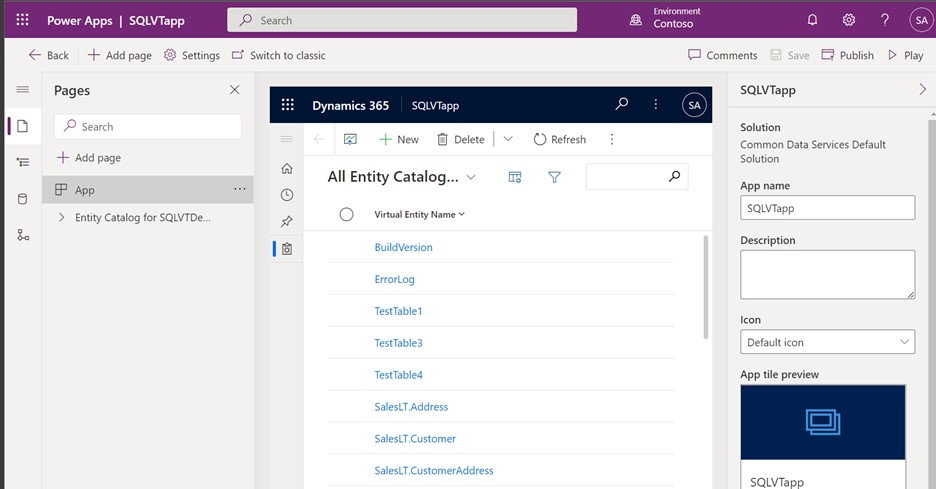 Power Apps | SQLVTapp
Search
Environment
Contoso
SA
Back
Add page
Settings
Switch to classic
Comments
Save
Publish
Play
Pages
Search
Add page
App
Entity Catalog for SQLVTDe...
Dynamics 365
SQLVTapp
SA
New
Delete
Refresh
All Entity Catalog...
Virtual Entity Name
BuildVersion
ErrorLog
TestTable1
TestTable3
TestTable4
SalesLT.Address
SalesLT.Customer
SalesLT.CustomerAddress
SQLVTapp
Solution
Common Data Services Default
Solution
App name
SQLVTapp
Description
Icon
Default icon
App tile preview
SQLVTapp